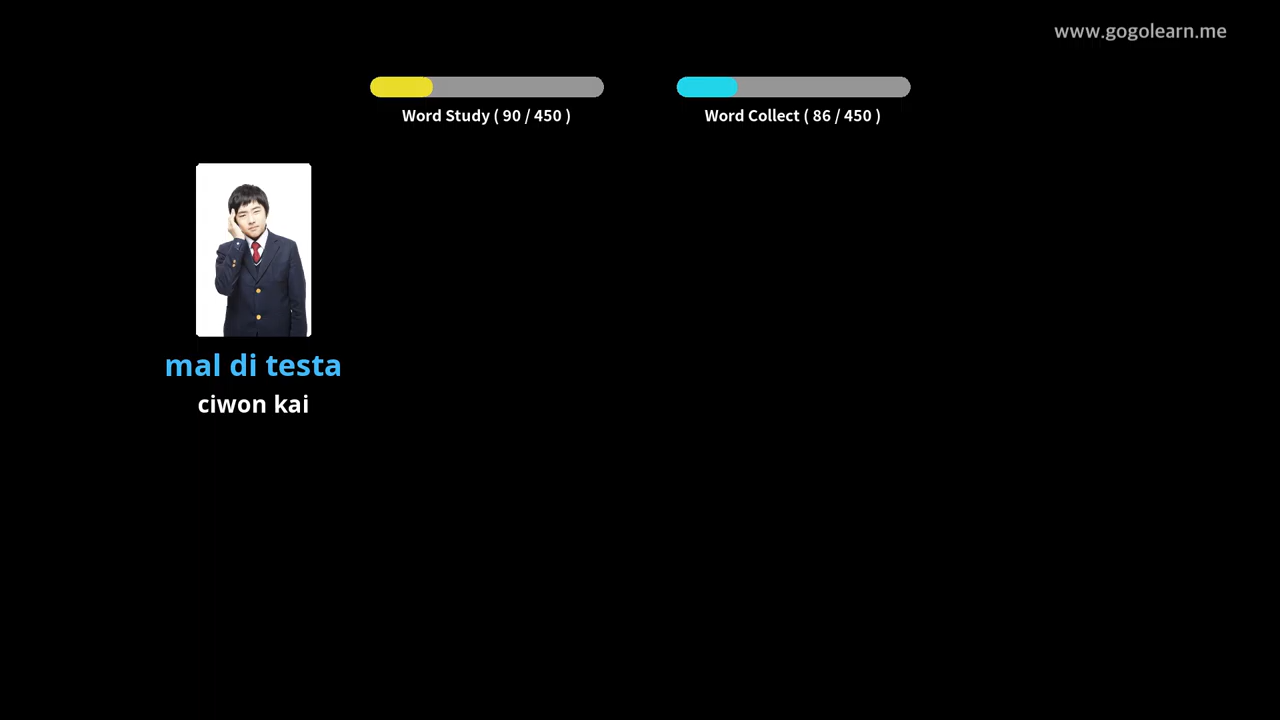 www.gogolearn.me
Word Study ( 90 / 450 )
Word Collect ( 86 / 450 )
mal di testa
ciwon kai